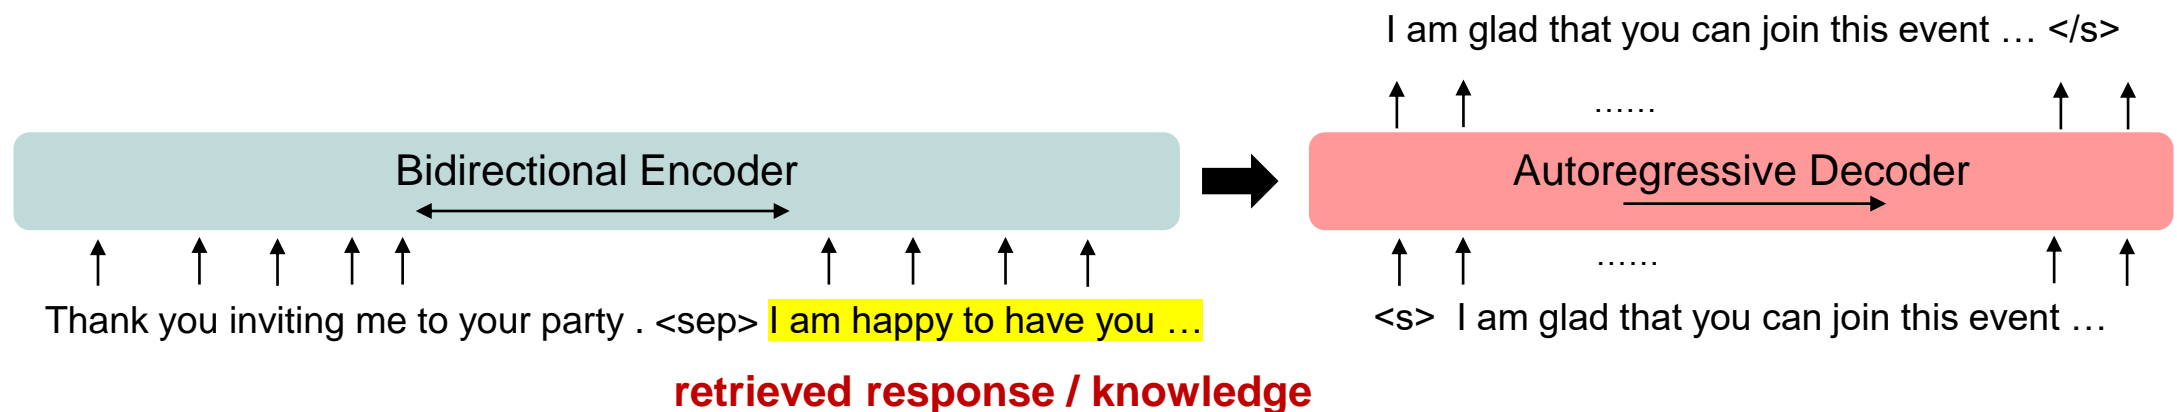 I am glad that you can join this event … </s>
……
Bidirectional Encoder
Autoregressive Decoder
……
Thank you inviting me to your party . <sep> I am happy to have you …
<s> I am glad that you can join this event …
retrieved response / knowledge